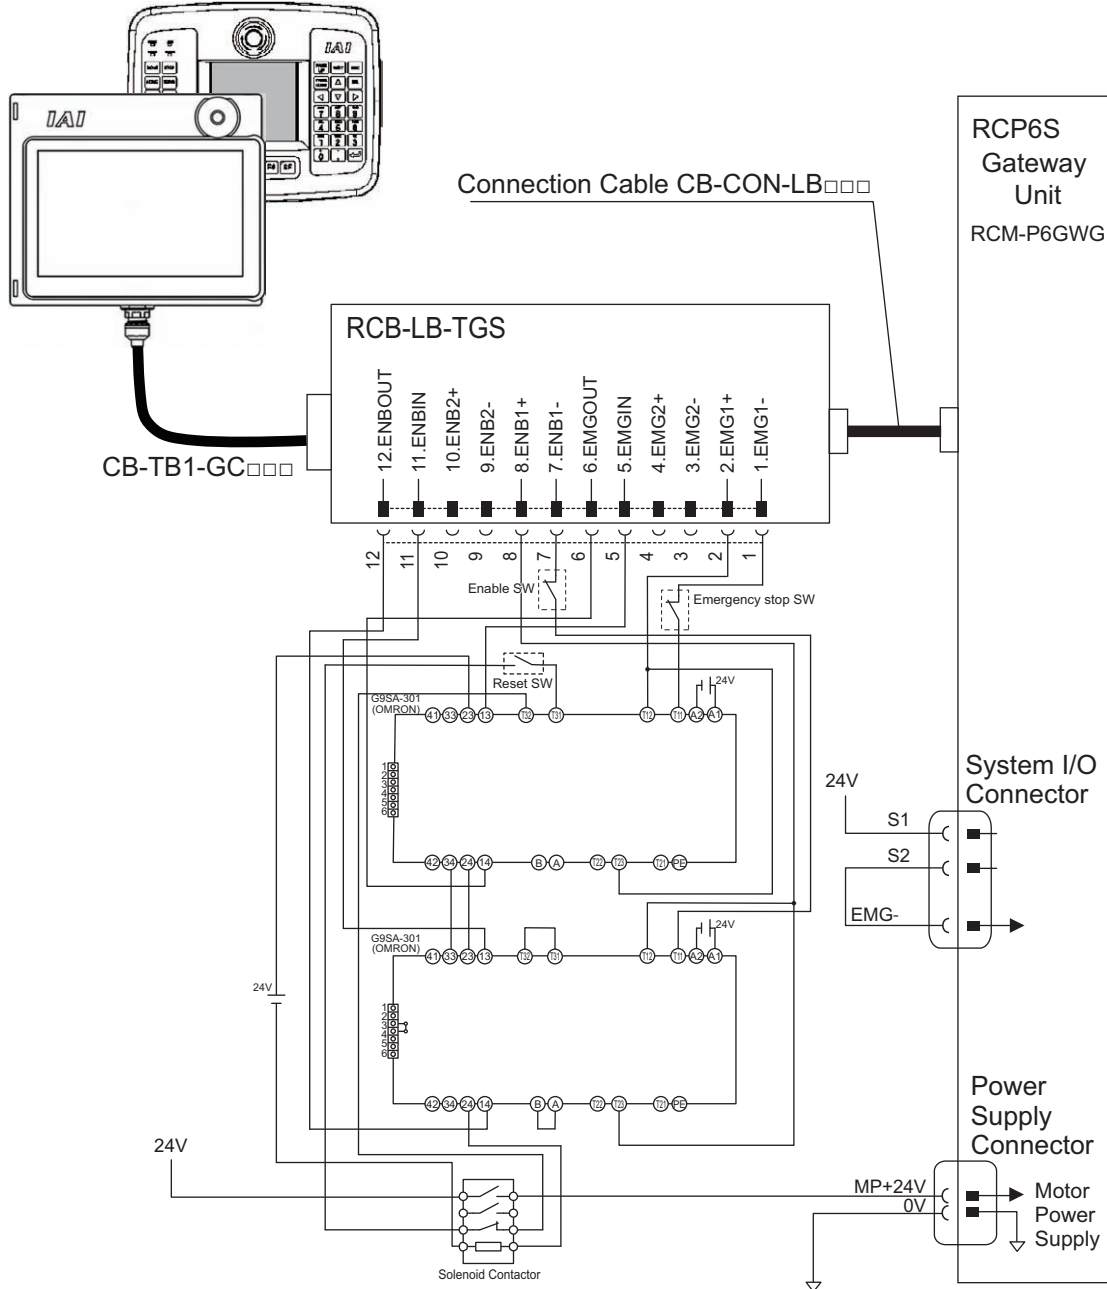 IAI
IAI
RCP6S
Gateway
Unit
RCM-P6GWG
Connection Cable CB-CON-LB□□□
RCB-LB-TGS
12.ENBOUT
11.ENBIN
10.ENB2+
9.ENB2-
8.ENB1+
7.ENB1-
6.EMGOUT
5.EMGIN
4.EMG2+
3.EMG2-
2.EMG1+
1.EMG1-
CB-TB1-GC□□□
12
11
10
9
8
7
6
5
4
3
2
1
Enable SW
Emergency stop SW
Reset SW
G9SA-301
(OMRON)
24V
41 33 23 13 T32 T31 T12 T11 A2 A1
1
2
3
4
5
6
42 34 24 14 B A T22 T23 T21 PE
System I/O
Connector
24V
S1
S2
EMG-
G9SA-301
(OMRON)
24V
41 33 23 13 T32 T31 T12 T11 A2 A1
24V
1
2
3
4
5
6
42 34 24 14 B A T22 T23 T21 PE
Power
Supply
Connector
24V
MP+24V
0V
Motor
Power
Supply
Solenoid Contactor